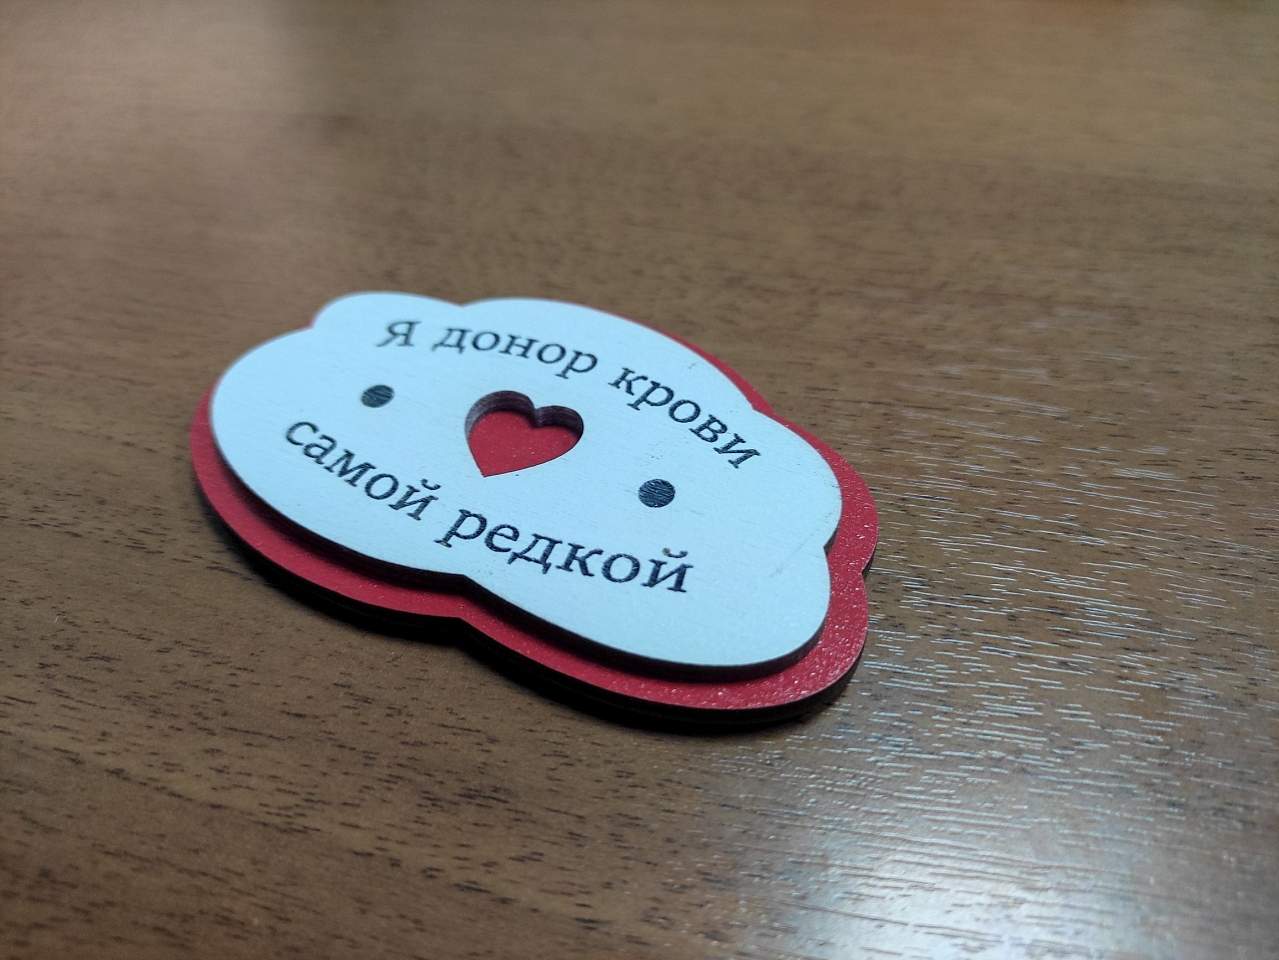 Я донор крови
самой редкой